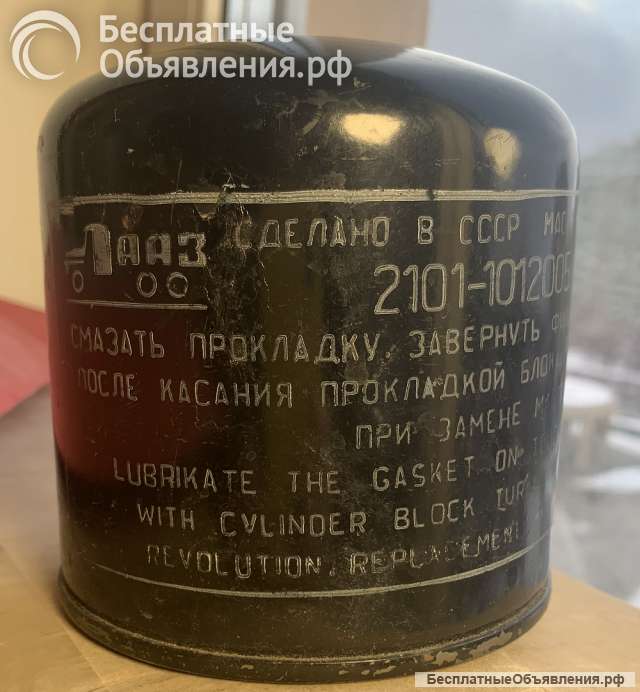 Бесплатные
Объявления.рф
ЛААЗ
СДЕЛАНО В СССР
2101-1012005
СМАЗАТЬ ПРОКЛАДКУ, ЗАВЕРНУТЬ
ПОСЛЕ КАСАНИЯ ПРОКЛАДКОЙ
ПРИ ЗАМЕНЕ
LUBRIKATE THE GASKET ON
WITH CYLINDER BLOCK
REVOLUTION, REPLACEMENT
БесплатныеОбъявления.рф